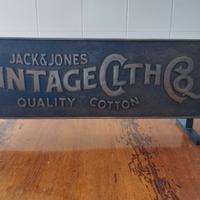 JACK&JONES
INTAGE CLTH Co
QUALITY COTTON